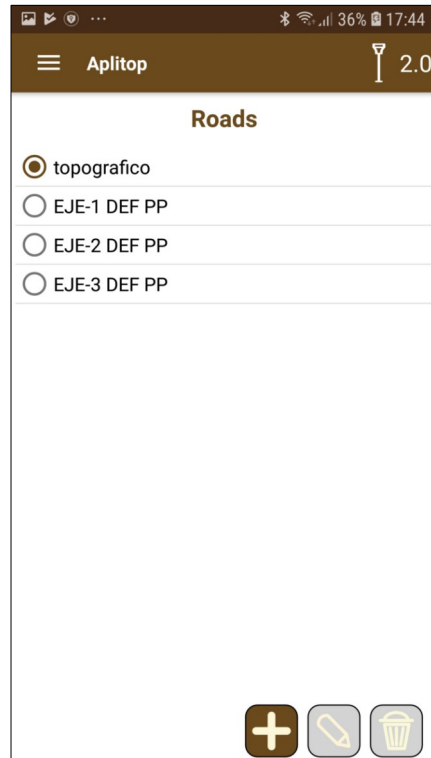 36% 17:44
Aplitop 2.0
Roads
topografico
EJE-1 DEF PP
EJE-2 DEF PP
EJE-3 DEF PP